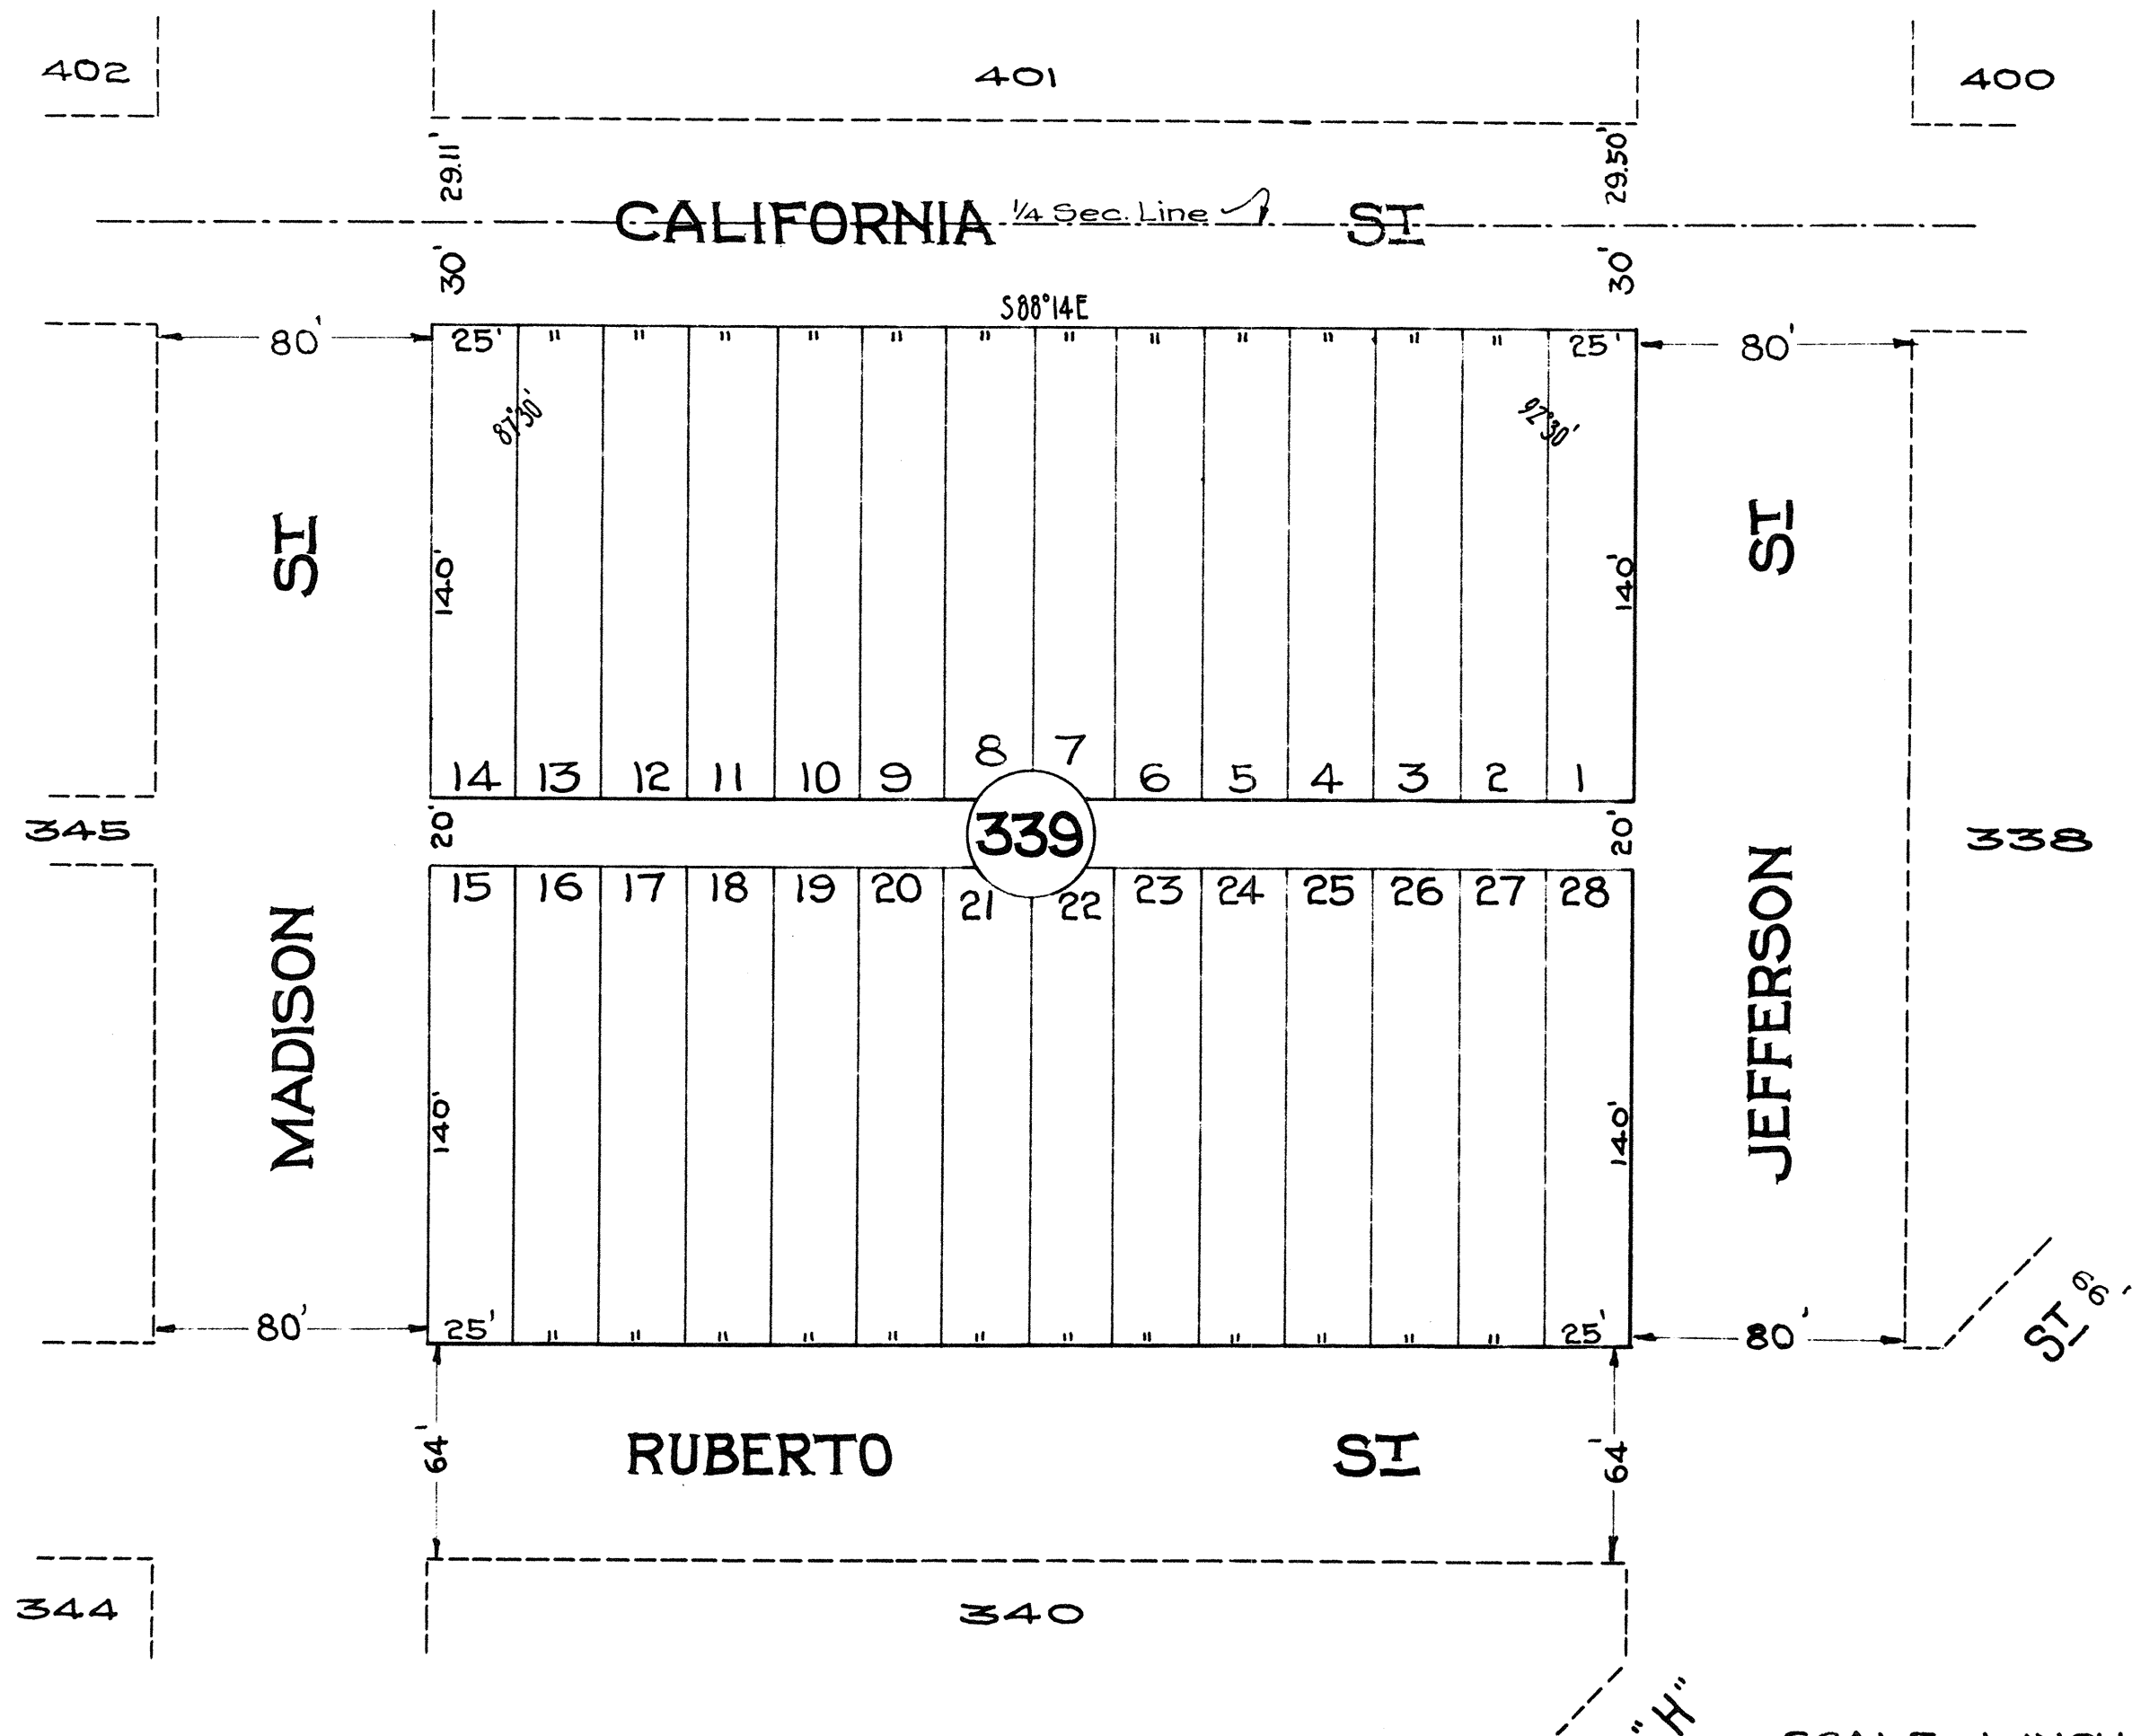 402
401
400
29.11'
29.50'
CALIFORNIA ¼ Sec. Line ST
30'
30'
S88°14E
80'
25' " " " " " " " " " " " " 25'
80'
87°30'
92°30'
ST
140'
140'
ST
14 13 12 11 10 9 8 7 6 5 4 3 2 1
345
20'
339
20'
338
15 16 17 18 19 20 21 22 23 24 25 26 27 28
MADISON
JEFFERSON
140'
140'
80'
25' " " " " " " " " " " " " 25'
80'
ST 66'
64'
RUBERTO ST
64'
344
340
"H"